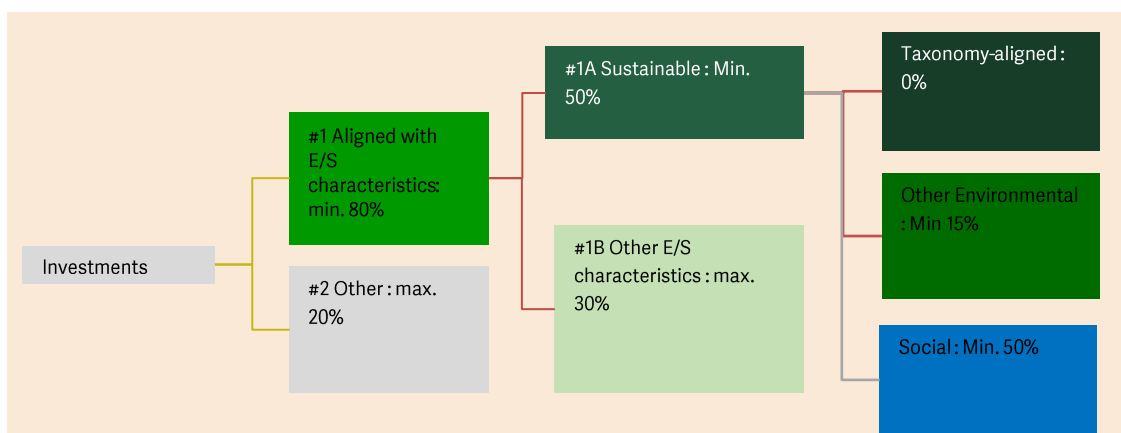 Investments
#1 Aligned with
E/S
characteristics:
min. 80%
#2 Other : max.
20%
#1A Sustainable : Min.
50%
#1B Other E/S
characteristics : max.
30%
Taxonomy-aligned :
0%
Other Environmental
: Min 15%
Social : Min. 50%